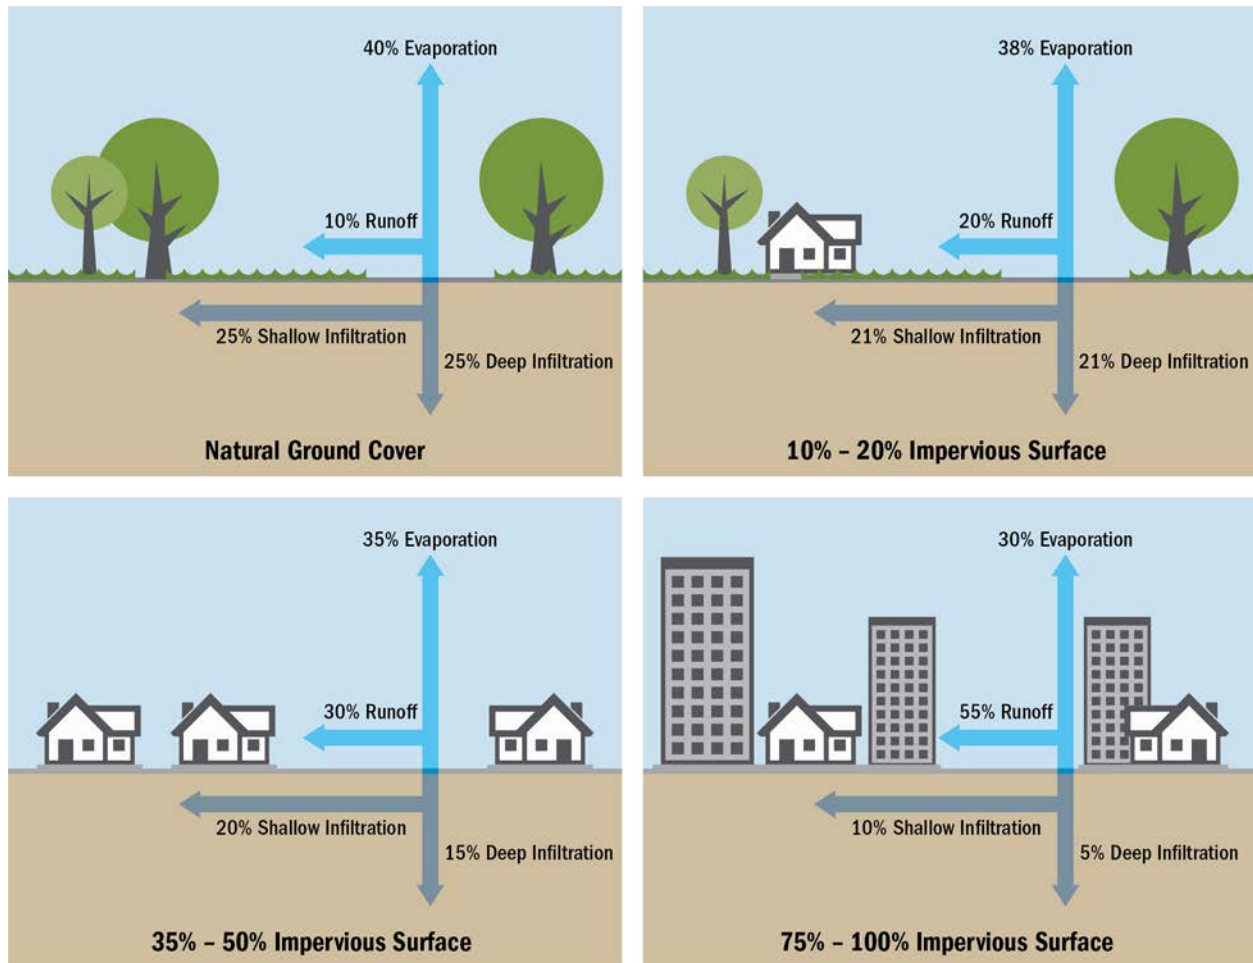 40% Evaporation
10% Runoff
25% Shallow Infiltration
25% Deep Infiltration
Natural Ground Cover
38% Evaporation
20% Runoff
21% Shallow Infiltration
21% Deep Infiltration
10% – 20% Impervious Surface
35% Evaporation
30% Runoff
20% Shallow Infiltration
15% Deep Infiltration
35% – 50% Impervious Surface
30% Evaporation
55% Runoff
10% Shallow Infiltration
5% Deep Infiltration
75% – 100% Impervious Surface